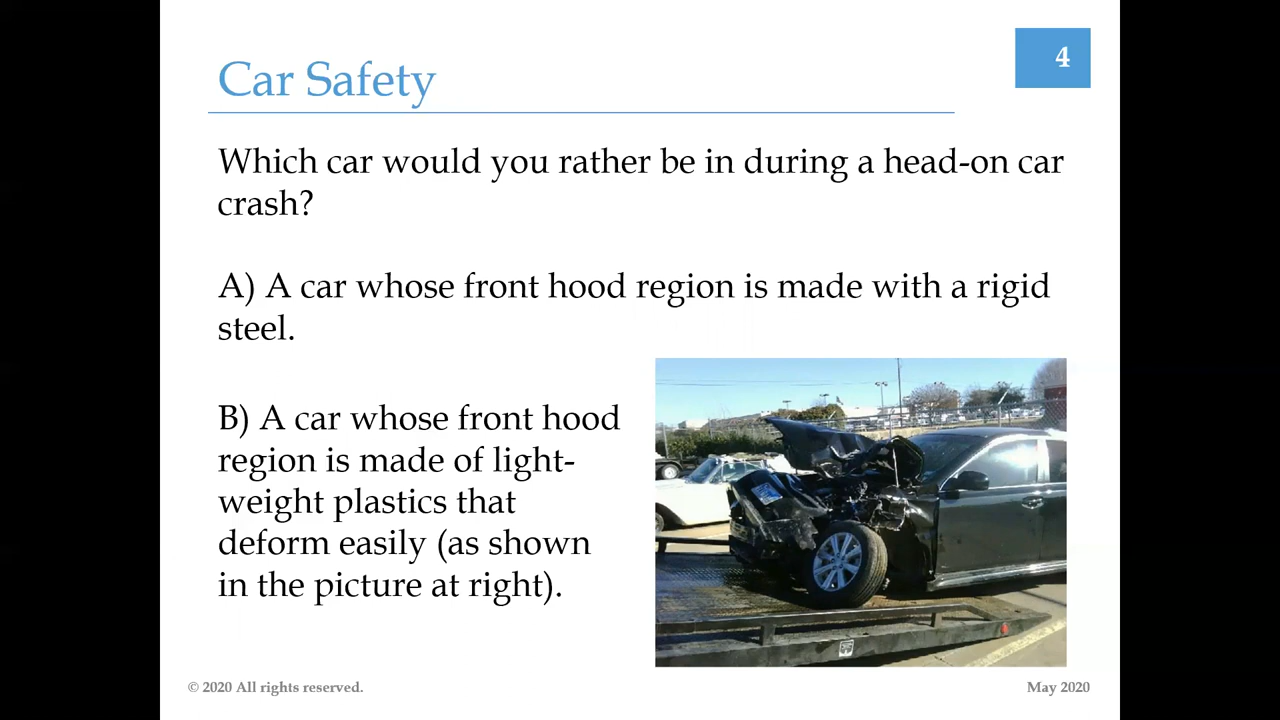 Car Safety
4
Which car would you rather be in during a head-on car
crash?
A) A car whose front hood region is made with a rigid
steel.
B) A car whose front hood
region is made of light-
weight plastics that
deform easily (as shown
in the picture at right).
© 2020 All rights reserved.
May 2020